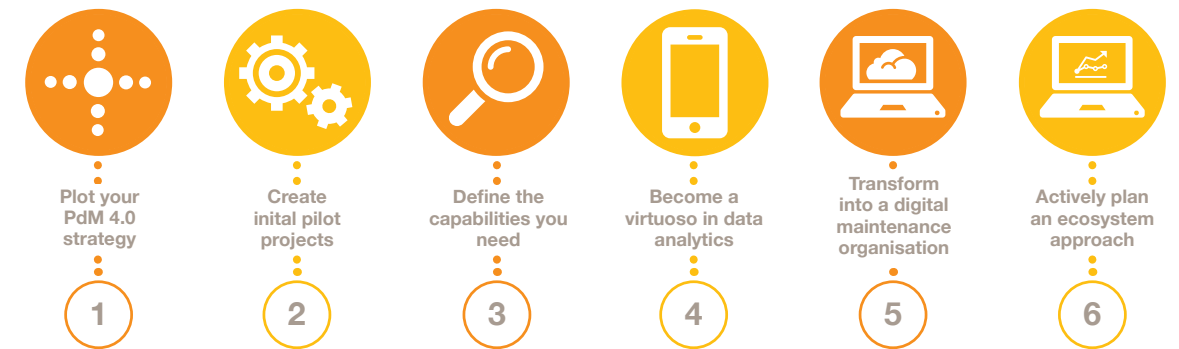 Plot your
PdM 4.0
strategy
1
Create
inital pilot
projects
2
Define the
capabilities you
need
3
Become a
virtuoso in data
analytics
4
Transform
into a digital
maintenance
organisation
5
Actively plan
an ecosystem
approach
6